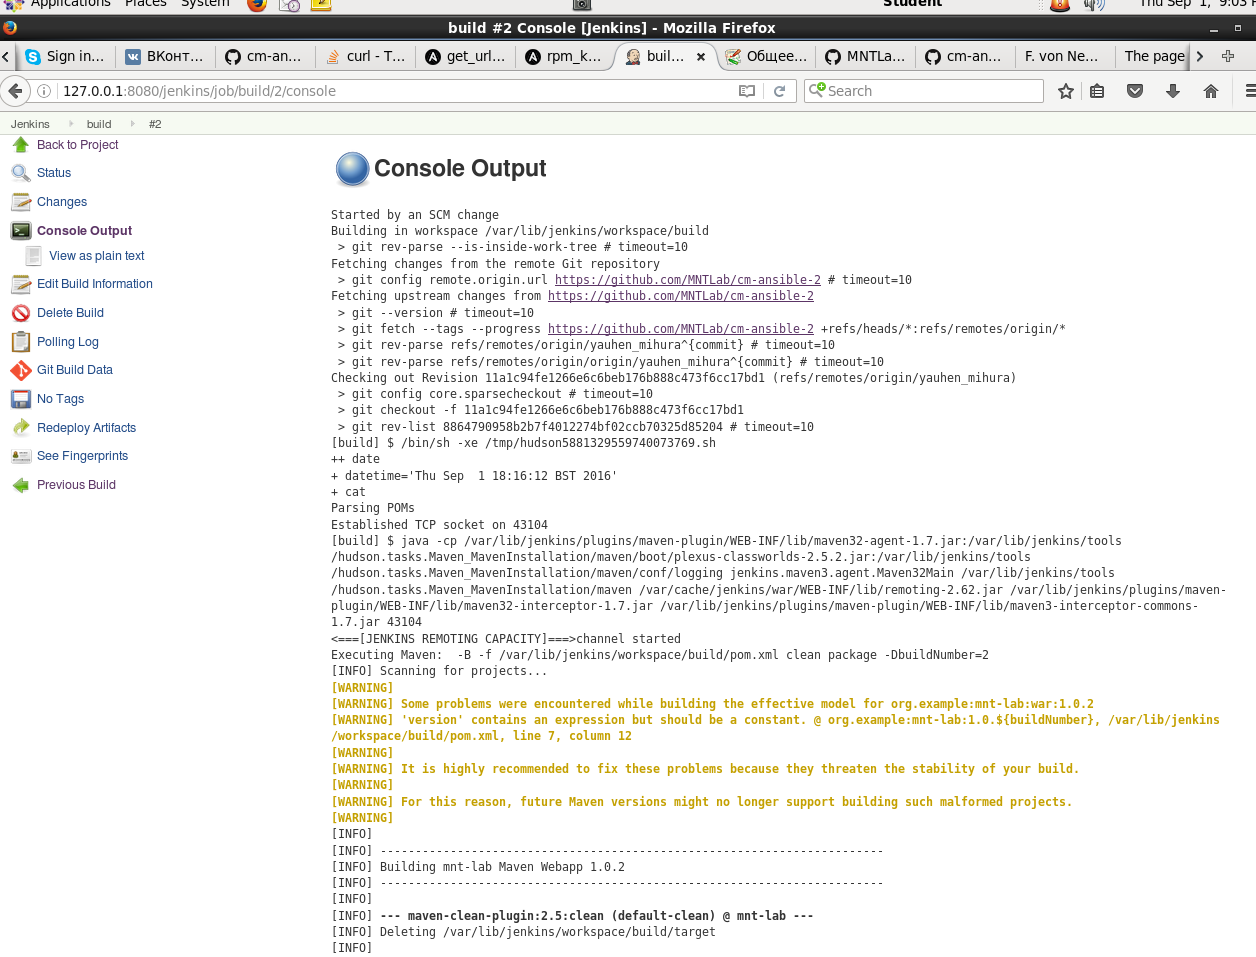 Applications Places System Student Thu Sep 1, 9:03
build #2 Console [Jenkins] - Mozilla Firefox
Sign in... ВКонт... cm-an... curl - T... get_url... rpm_k... buil... Общее... MNTLa... cm-an... F. von Ne... The page
127.0.0.1:8080/jenkins/job/build/2/console
Search
Jenkins build #2
Back to Project
Status
Changes
Console Output
View as plain text
Edit Build Information
Delete Build
Polling Log
Git Build Data
No Tags
Redeploy Artifacts
See Fingerprints
Previous Build
Console Output
Started by an SCM change
Building in workspace /var/lib/jenkins/workspace/build
 > git rev-parse --is-inside-work-tree # timeout=10
Fetching changes from the remote Git repository
 > git config remote.origin.url https://github.com/MNTLab/cm-ansible-2 # timeout=10
Fetching upstream changes from https://github.com/MNTLab/cm-ansible-2
 > git --version # timeout=10
 > git fetch --tags --progress https://github.com/MNTLab/cm-ansible-2 +refs/heads/*:refs/remotes/origin/*
 > git rev-parse refs/remotes/origin/yauhen_mihura^{commit} # timeout=10
 > git rev-parse refs/remotes/origin/origin/yauhen_mihura^{commit} # timeout=10
Checking out Revision 11a1c94fe1266e6c6beb176b888c473f6cc17bd1 (refs/remotes/origin/yauhen_mihura)
 > git config core.sparsecheckout # timeout=10
 > git checkout -f 11a1c94fe1266e6c6beb176b888c473f6cc17bd1
 > git rev-list 8864790958b2b7f4012274bf02ccb70325d85204 # timeout=10
[build] $ /bin/sh -xe /tmp/hudson5881329559740073769.sh
++ date
+ datetime='Thu Sep  1 18:16:12 BST 2016'
+ cat
Parsing POMs
Established TCP socket on 43104
[build] $ java -cp /var/lib/jenkins/plugins/maven-plugin/WEB-INF/lib/maven32-agent-1.7.jar:/var/lib/jenkins/tools
/hudson.tasks.Maven_MavenInstallation/maven/boot/plexus-classworlds-2.5.2.jar:/var/lib/jenkins/tools
/hudson.tasks.Maven_MavenInstallation/maven/conf/logging jenkins.maven3.agent.Maven32Main /var/lib/jenkins/tools
/hudson.tasks.Maven_MavenInstallation/maven /var/cache/jenkins/war/WEB-INF/lib/remoting-2.62.jar /var/lib/jenkins/plugins/maven-
plugin/WEB-INF/lib/maven32-interceptor-1.7.jar /var/lib/jenkins/plugins/maven-plugin/WEB-INF/lib/maven3-interceptor-commons-
1.7.jar 43104
<===[JENKINS REMOTING CAPACITY]===>channel started
Executing Maven:  -B -f /var/lib/jenkins/workspace/build/pom.xml clean package -DbuildNumber=2
[INFO] Scanning for projects...
[WARNING]
[WARNING] Some problems were encountered while building the effective model for org.example:mnt-lab:war:1.0.2
[WARNING] 'version' contains an expression but should be a constant. @ org.example:mnt-lab:1.0.${buildNumber}, /var/lib/jenkins
/workspace/build/pom.xml, line 7, column 12
[WARNING]
[WARNING] It is highly recommended to fix these problems because they threaten the stability of your build.
[WARNING]
[WARNING] For this reason, future Maven versions might no longer support building such malformed projects.
[WARNING]
[INFO]
[INFO] ------------------------------------------------------------------------
[INFO] Building mnt-lab Maven Webapp 1.0.2
[INFO] ------------------------------------------------------------------------
[INFO]
[INFO] --- maven-clean-plugin:2.5:clean (default-clean) @ mnt-lab ---
[INFO] Deleting /var/lib/jenkins/workspace/build/target
[INFO]